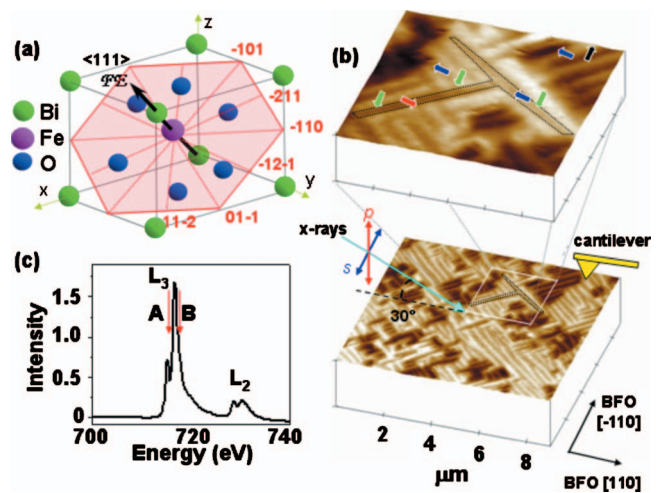 (a)
z
<111>
FE
-101
-211
-110
-12-1
01-1
11-2
x
y
Bi
Fe
O
(b)
p
s
x-rays
30°
cantilever
2 4 6 8
μm
BFO
[-110]
BFO [110]
(c)
L3
A B
L2
Intensity
1.5
1.0
0.5
0
700 720 740
Energy (eV)